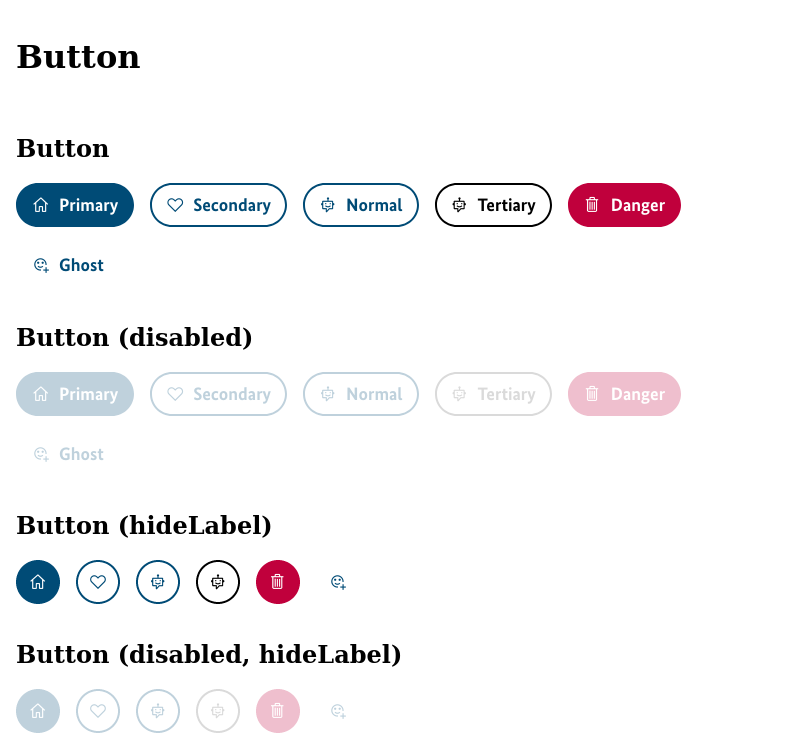 Button
Button
Primary Secondary Normal Tertiary Danger
Ghost
Button (disabled)
Primary Secondary Normal Tertiary Danger
Ghost
Button (hideLabel)
Button (disabled, hideLabel)